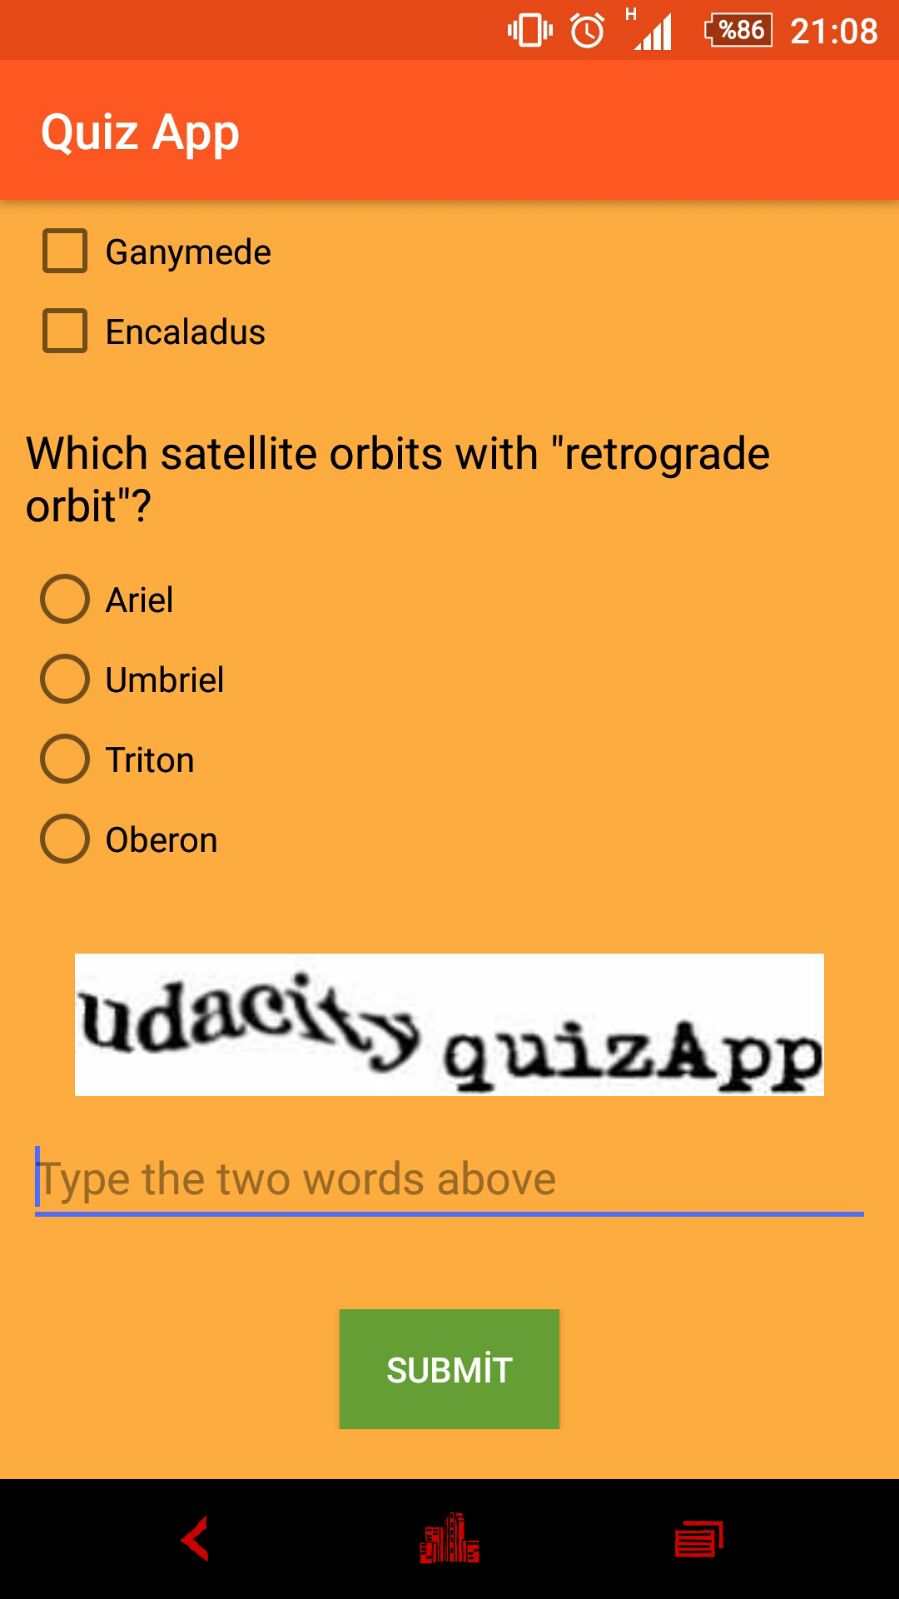 H %86 21:08
Quiz App
Ganymede
Encaladus
Which satellite orbits with "retrograde
orbit"?
Ariel
Umbriel
Triton
Oberon
udacity quizApp
Type the two words above
SUBMİT